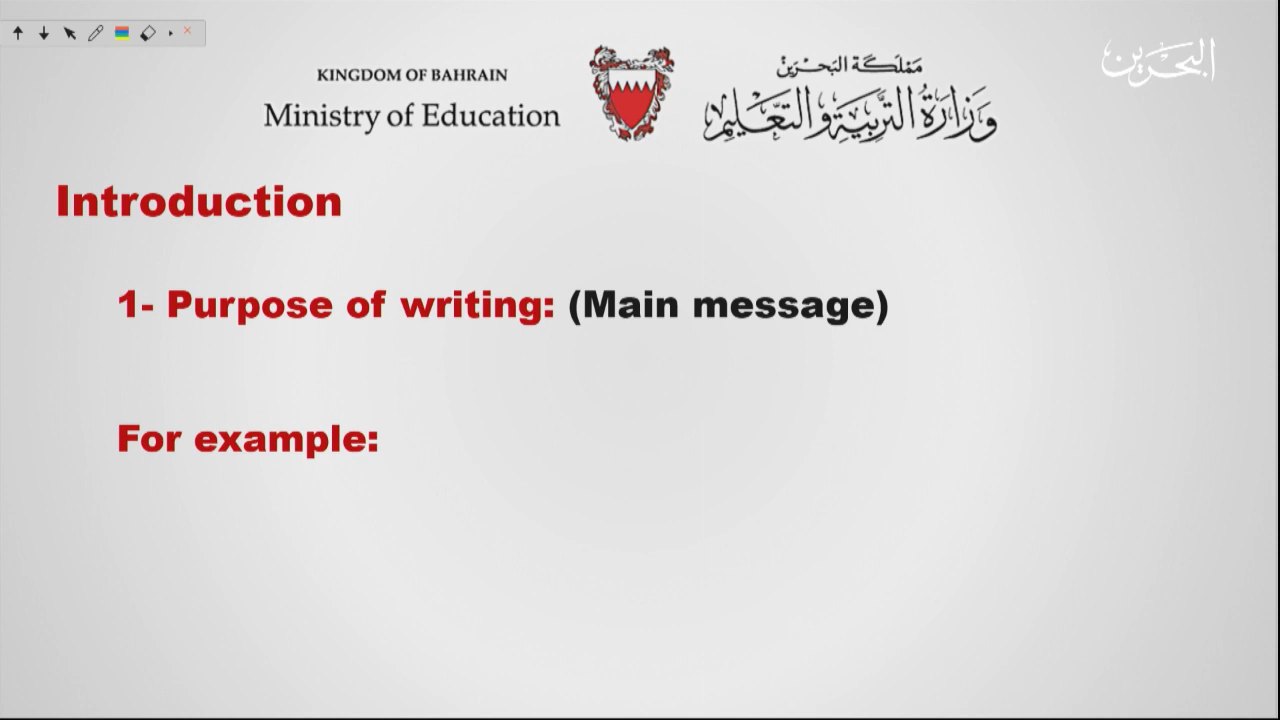 البحرين
KINGDOM OF BAHRAIN
مملكة البحرين
Ministry of Education
وزارة التربية والتعليم
Introduction
1- Purpose of writing: (Main message)
For example: